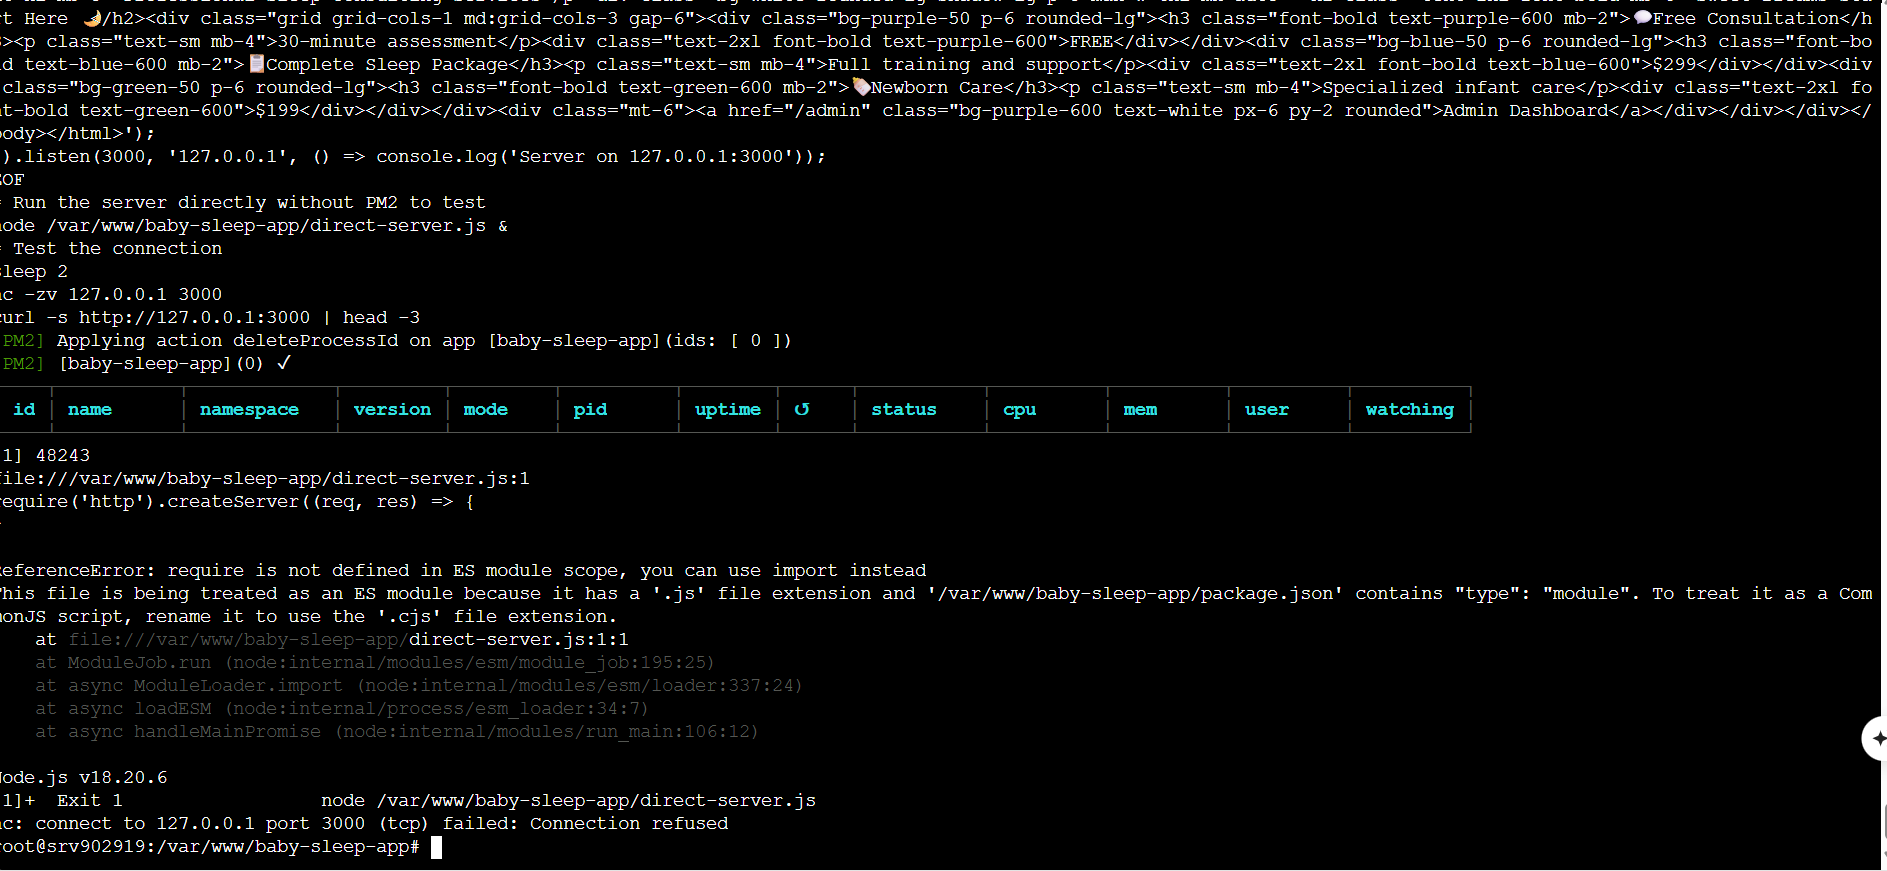 rt Here 🌙/h2><div class="grid grid-cols-1 md:grid-cols-3 gap-6"><div class="bg-purple-50 p-6 rounded-lg"><h3 class="font-bold text-purple-600 mb-2">💬Free Consultation</h
3><p class="text-sm mb-4">30-minute assessment</p><div class="text-2xl font-bold text-purple-600">FREE</div></div><div class="bg-blue-50 p-6 rounded-lg"><h3 class="font-bo
ld text-blue-600 mb-2">📋Complete Sleep Package</h3><p class="text-sm mb-4">Full training and support</p><div class="text-2xl font-bold text-blue-600">$299</div></div><div
class="bg-green-50 p-6 rounded-lg"><h3 class="font-bold text-green-600 mb-2">🍼Newborn Care</h3><p class="text-sm mb-4">Specialized infant care</p><div class="text-2xl fo
nt-bold text-green-600">$199</div></div></div><div class="mt-6"><a href="/admin" class="bg-purple-600 text-white px-6 py-2 rounded">Admin Dashboard</a></div></div></div></
body></html>');
}).listen(3000, '127.0.0.1', () => console.log('Server on 127.0.0.1:3000'));
EOF
# Run the server directly without PM2 to test
node /var/www/baby-sleep-app/direct-server.js &
# Test the connection
sleep 2
nc -zv 127.0.0.1 3000
curl -s http://127.0.0.1:3000 | head -3
[PM2] Applying action deleteProcessId on app [baby-sleep-app](ids: [ 0 ])
[PM2] [baby-sleep-app](0) ✓
id name namespace version mode pid uptime ↺ status cpu mem user watching
[1] 48243
file:///var/www/baby-sleep-app/direct-server.js:1
require('http').createServer((req, res) => {
^
ReferenceError: require is not defined in ES module scope, you can use import instead
This file is being treated as an ES module because it has a '.js' file extension and '/var/www/baby-sleep-app/package.json' contains "type": "module". To treat it as a Com
monJS script, rename it to use the '.cjs' file extension.
at file:///var/www/baby-sleep-app/direct-server.js:1:1
at ModuleJob.run (node:internal/modules/esm/module_job:195:25)
at async ModuleLoader.import (node:internal/modules/esm/loader:337:24)
at async loadESM (node:internal/process/esm_loader:34:7)
at async handleMainPromise (node:internal/modules/run_main:106:12)
Node.js v18.20.6
[1]+ Exit 1 node /var/www/baby-sleep-app/direct-server.js
nc: connect to 127.0.0.1 port 3000 (tcp) failed: Connection refused
root@srv902919:/var/www/baby-sleep-app#